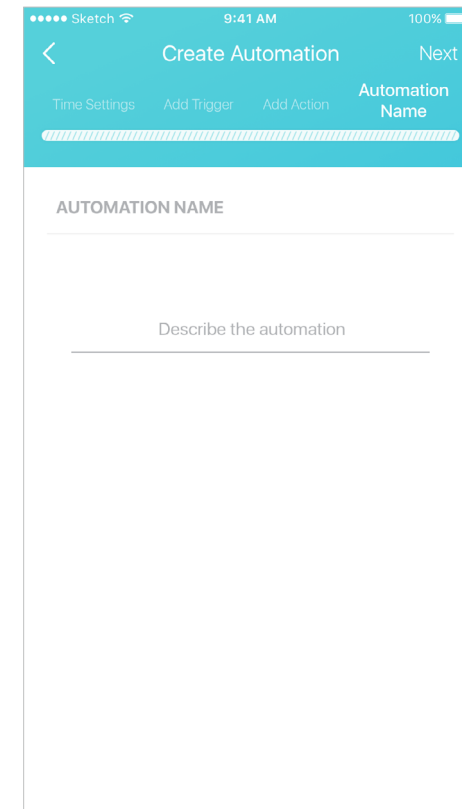 ●●●●● Sketch 9:41 AM 100%
Create Automation Next
Time Settings Add Trigger Add Action Automation
Name
AUTOMATION NAME
Describe the automation